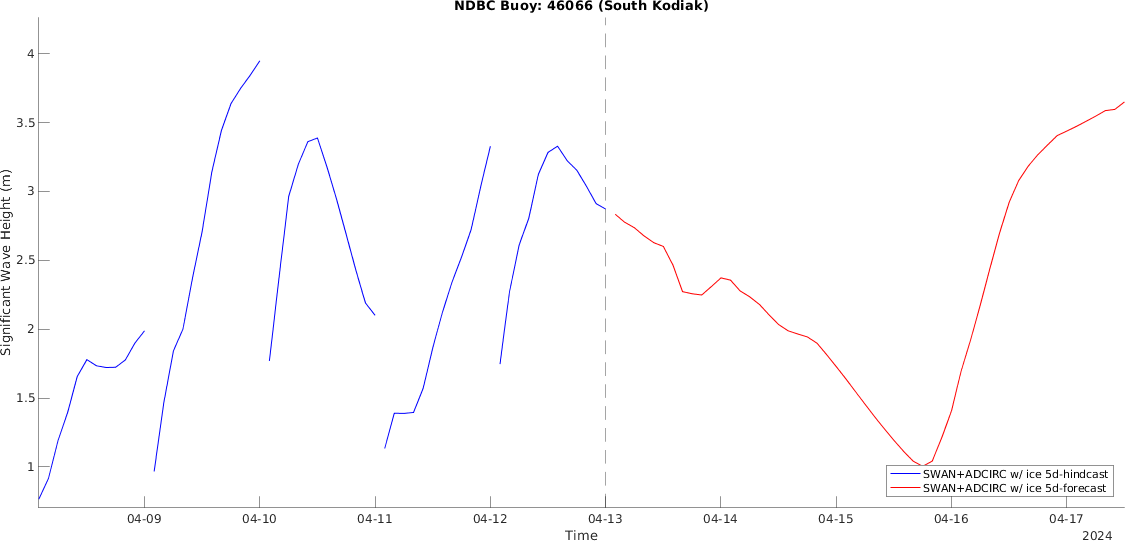 NDBC Buoy: 46066 (South Kodiak)
Significant Wave Height (m)
4
3.5
3
2.5
2
1.5
1
SWAN+ADCIRC w/ ice 5d-hindcast
SWAN+ADCIRC w/ ice 5d-forecast
04-09 04-10 04-11 04-12 04-13 04-14 04-15 04-16 04-17
Time
2024